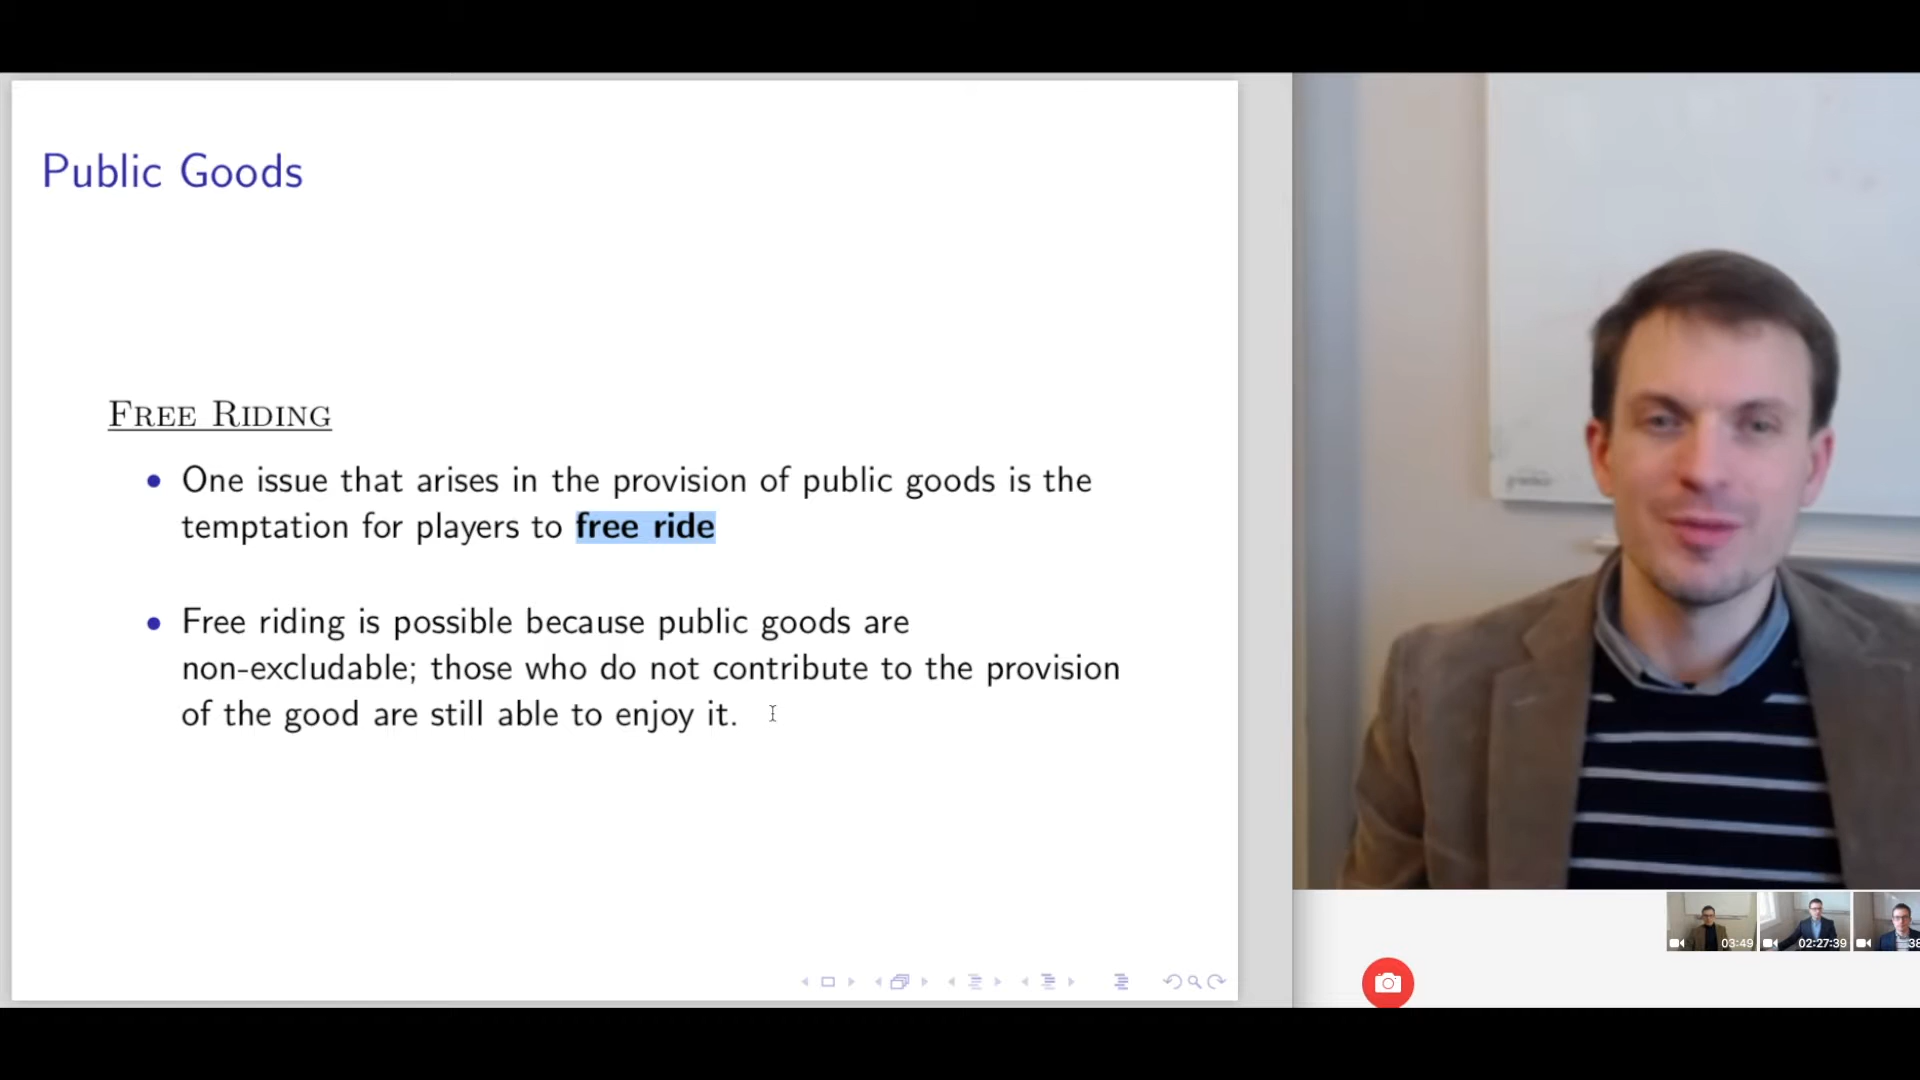 Public Goods
FREE RIDING
• One issue that arises in the provision of public goods is the
temptation for players to free ride
• Free riding is possible because public goods are
non-excludable; those who do not contribute to the provision
of the good are still able to enjoy it.
03:49
02:27:39
38